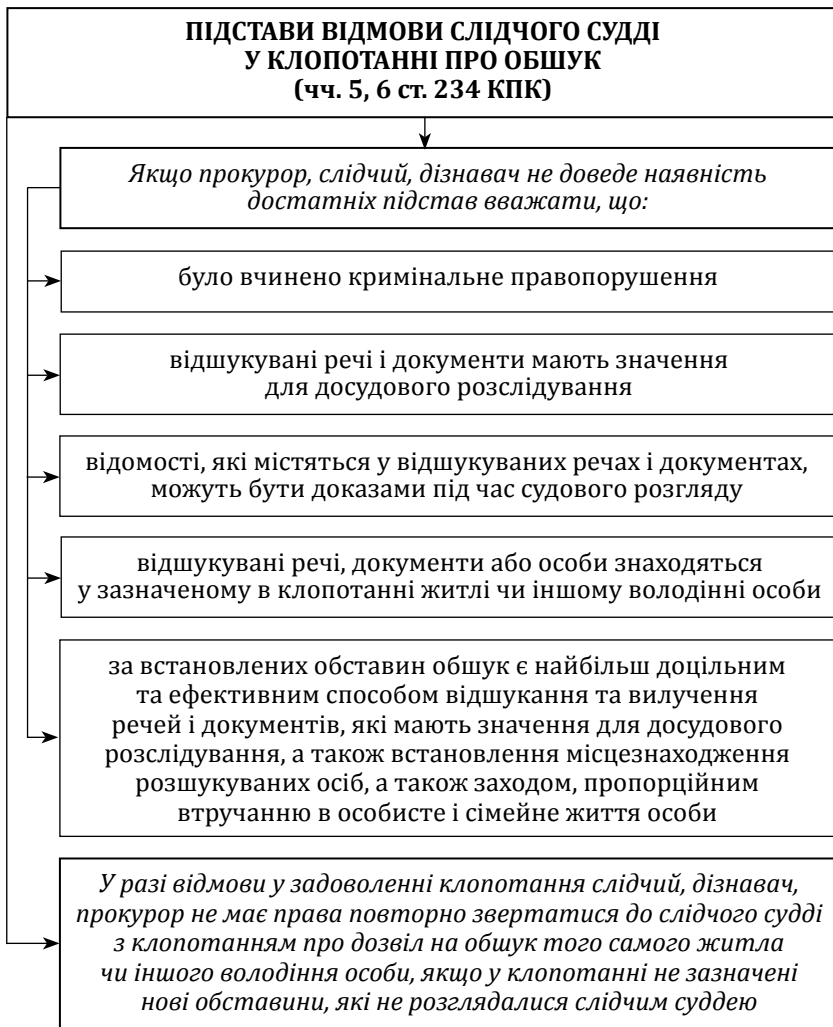 ПІДСТАВИ ВІДМОВИ СЛІДЧОГО СУДДІ
У КЛОПОТАННІ ПРО ОБШУК
(чч. 5, 6 ст. 234 КПК)
Якщо прокурор, слідчий, дізнавач не доведе наявність
достатніх підстав вважати, що:
було вчинено кримінальне правопорушення
відшукувані речі і документи мають значення
для досудового розслідування
відомості, які містяться у відшукуваних речах і документах,
можуть бути доказами під час судового розгляду
відшукувані речі, документи або особи знаходяться
у зазначеному в клопотанні житлі чи іншому володінні особи
за встановлених обставин обшук є найбільш доцільним
та ефективним способом відшукання та вилучення
речей і документів, які мають значення для досудового
розслідування, а також встановлення місцезнаходження
розшукуваних осіб, а також заходом, пропорційним
втручанню в особисте і сімейне життя особи
У разі відмови у задоволенні клопотання слідчий, дізнавач,
прокурор не має права повторно звертатися до слідчого судді
з клопотанням про дозвіл на обшук того самого житла
чи іншого володіння особи, якщо у клопотанні не зазначені
нові обставини, які не розглядалися слідчим суддею